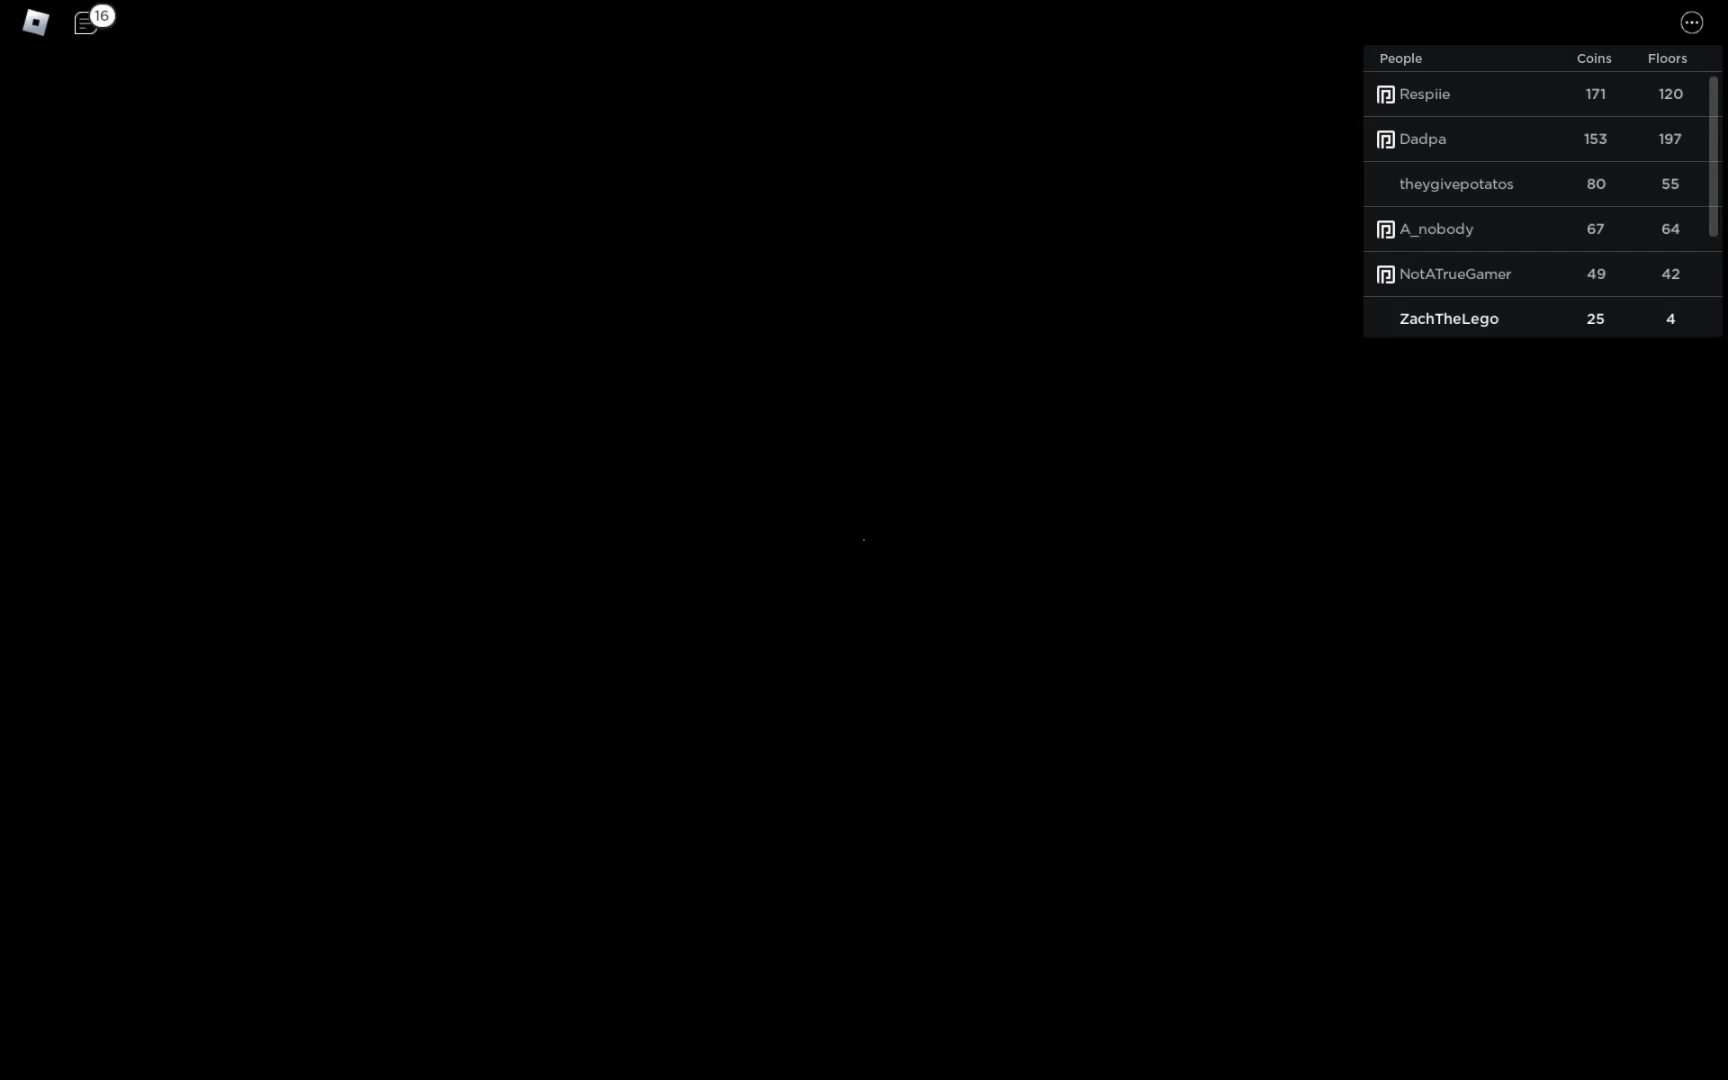 16
People Coins Floors
Respiie 171 120
Dadpa 153 197
theygivepotatos 80 55
A_nobody 67 64
NotATrueGamer 49 42
ZachTheLego 25 4